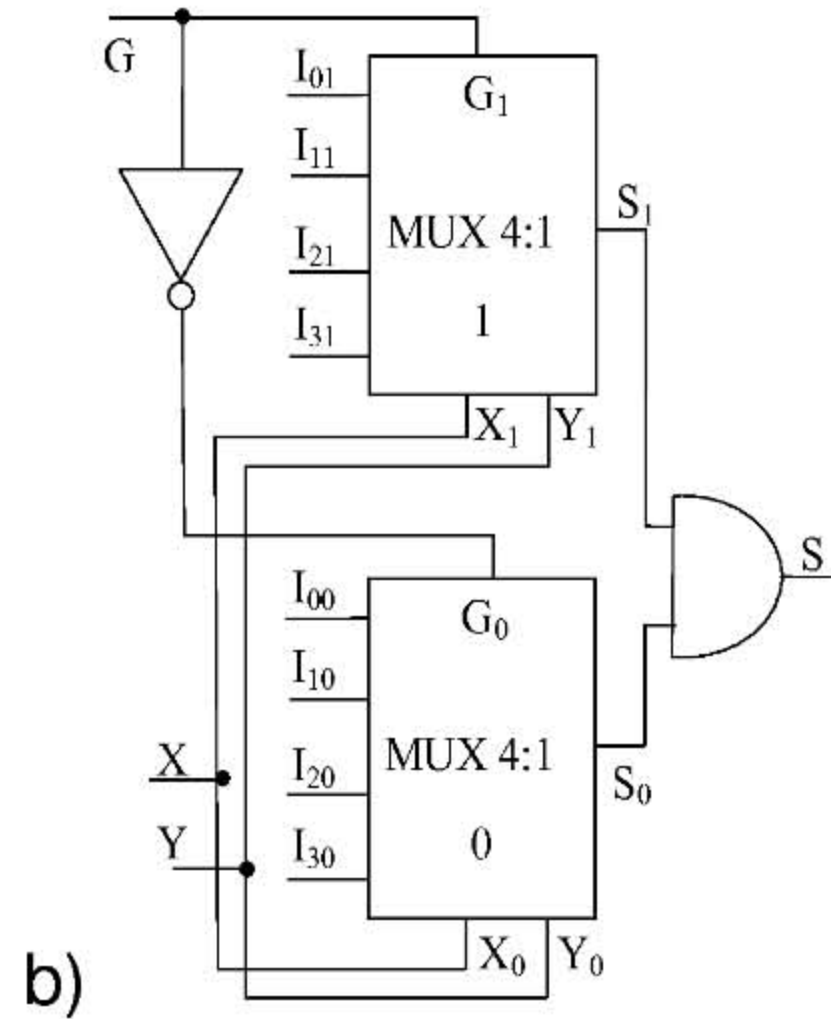 G
I₀₁
G₁
I₁₁
MUX 4:1
S₁
I₂₁
1
I₃₁
X₁ Y₁
I₀₀
G₀
S
I₁₀
MUX 4:1
X
I₂₀
S₀
Y
I₃₀
0
X₀ Y₀
b)